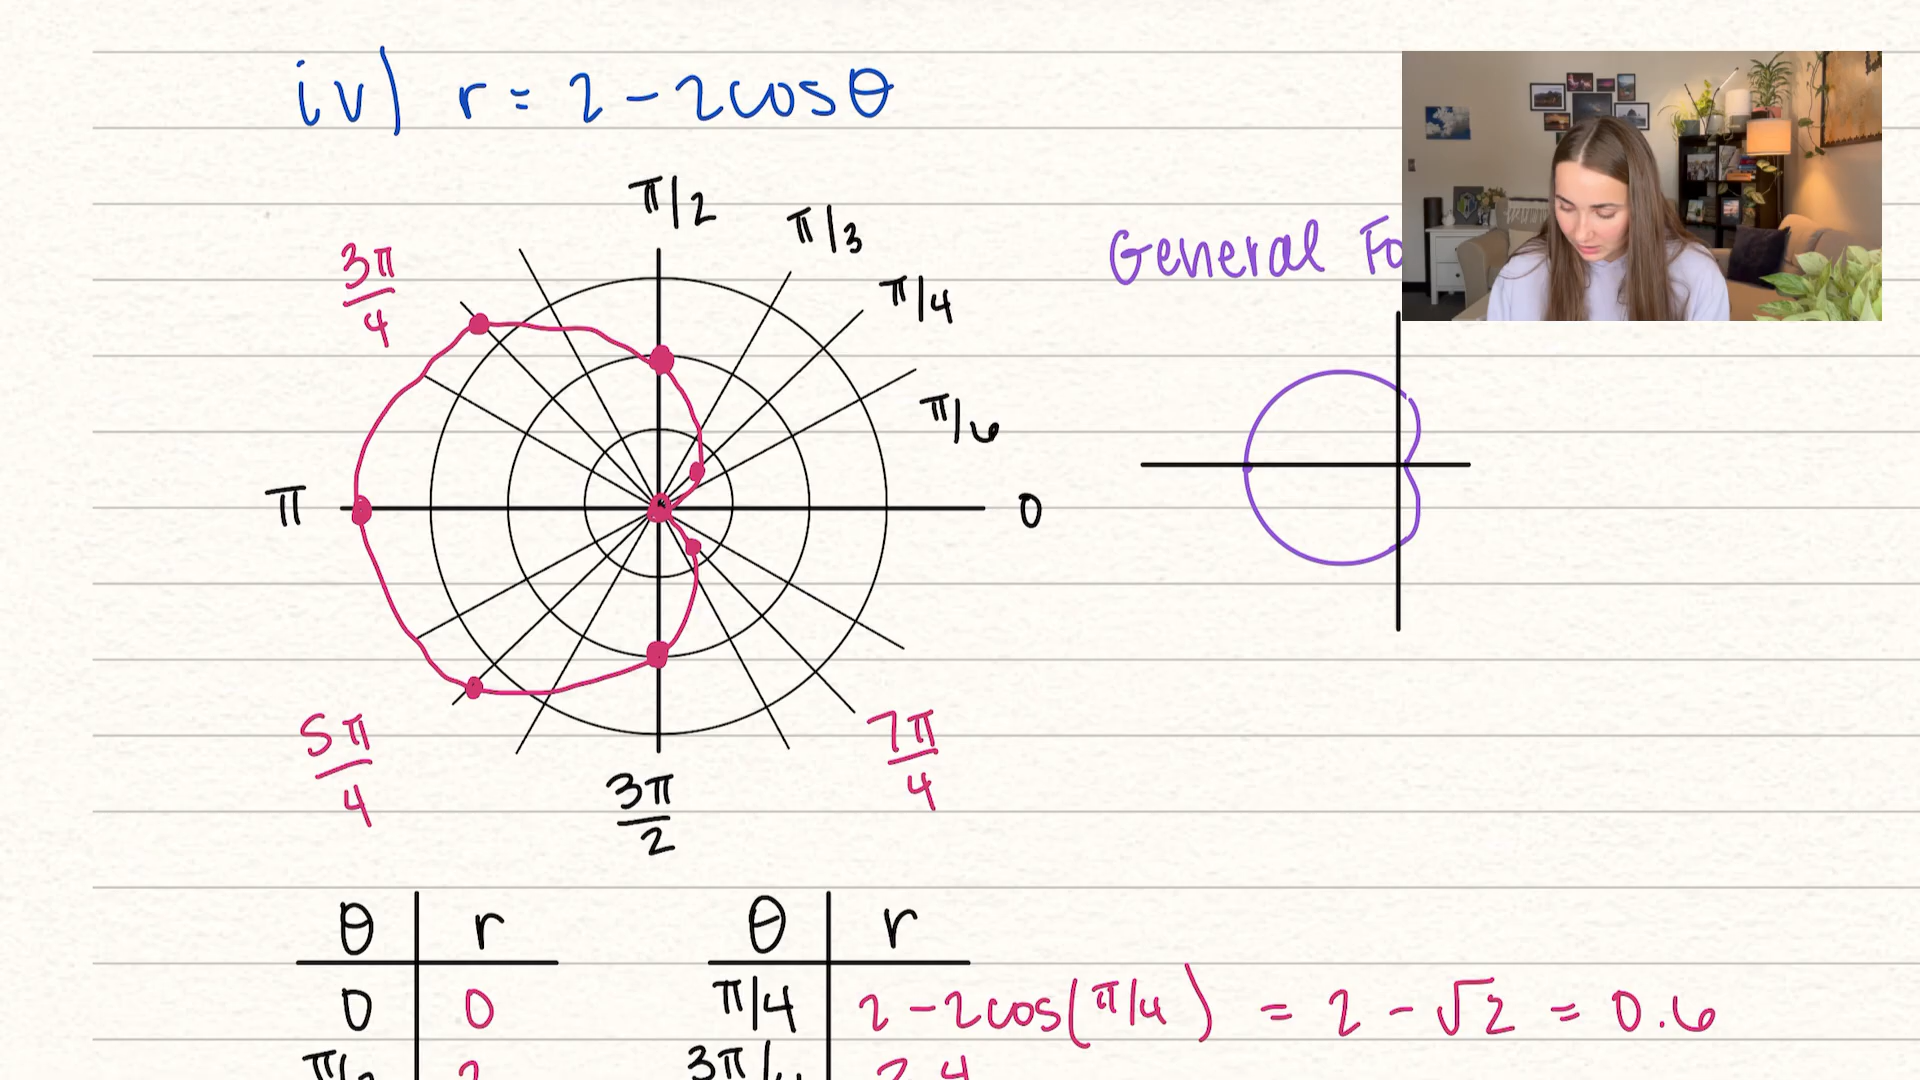 iv) r = 2 - 2cosθ
π/2
π/3
3π/4
π/4
General Fo
π/6
π
0
5π/4
7π/4
3π/2
θ r
θ r
0 0
π/4 2 - 2cos(π/4) = 2 - √2 = 0.6